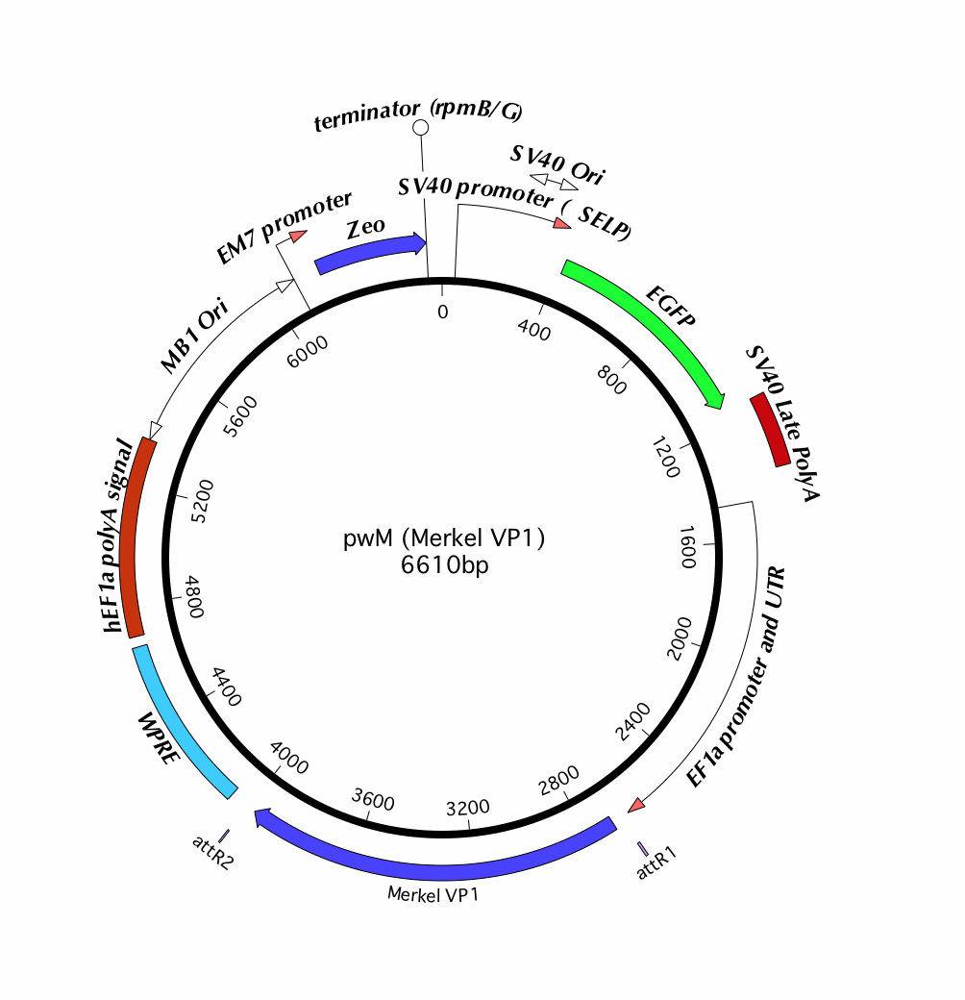 terminator (rpmB/G)
SV40 Ori
SV40 promoter ( SELP)
EM7 promoter
Zeo
MB1 Ori
EGFP
SV40 Late PolyA
0
400
800
1200
1600
2000
2400
2800
3200
3600
4000
4400
4800
5200
5600
6000
pwM (Merkel VP1)
6610bp
EF1a promoter and UTR
hEF1a polyA signal
WPRE
attR2
attR1
Merkel VP1